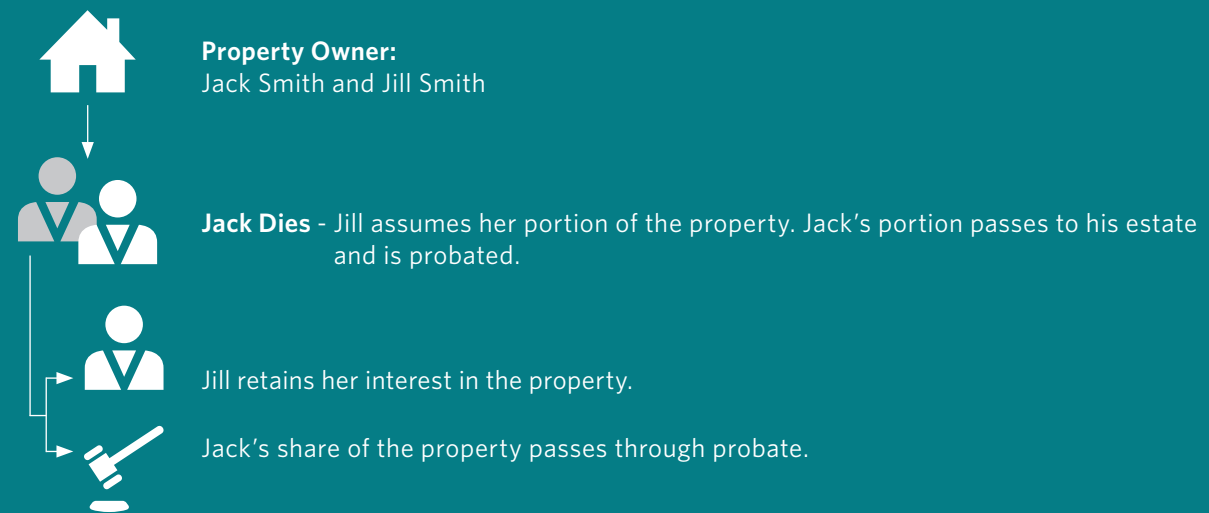 Property Owner:
Jack Smith and Jill Smith
Jack Dies - Jill assumes her portion of the property. Jack’s portion passes to his estate
and is probated.
Jill retains her interest in the property.
Jack’s share of the property passes through probate.